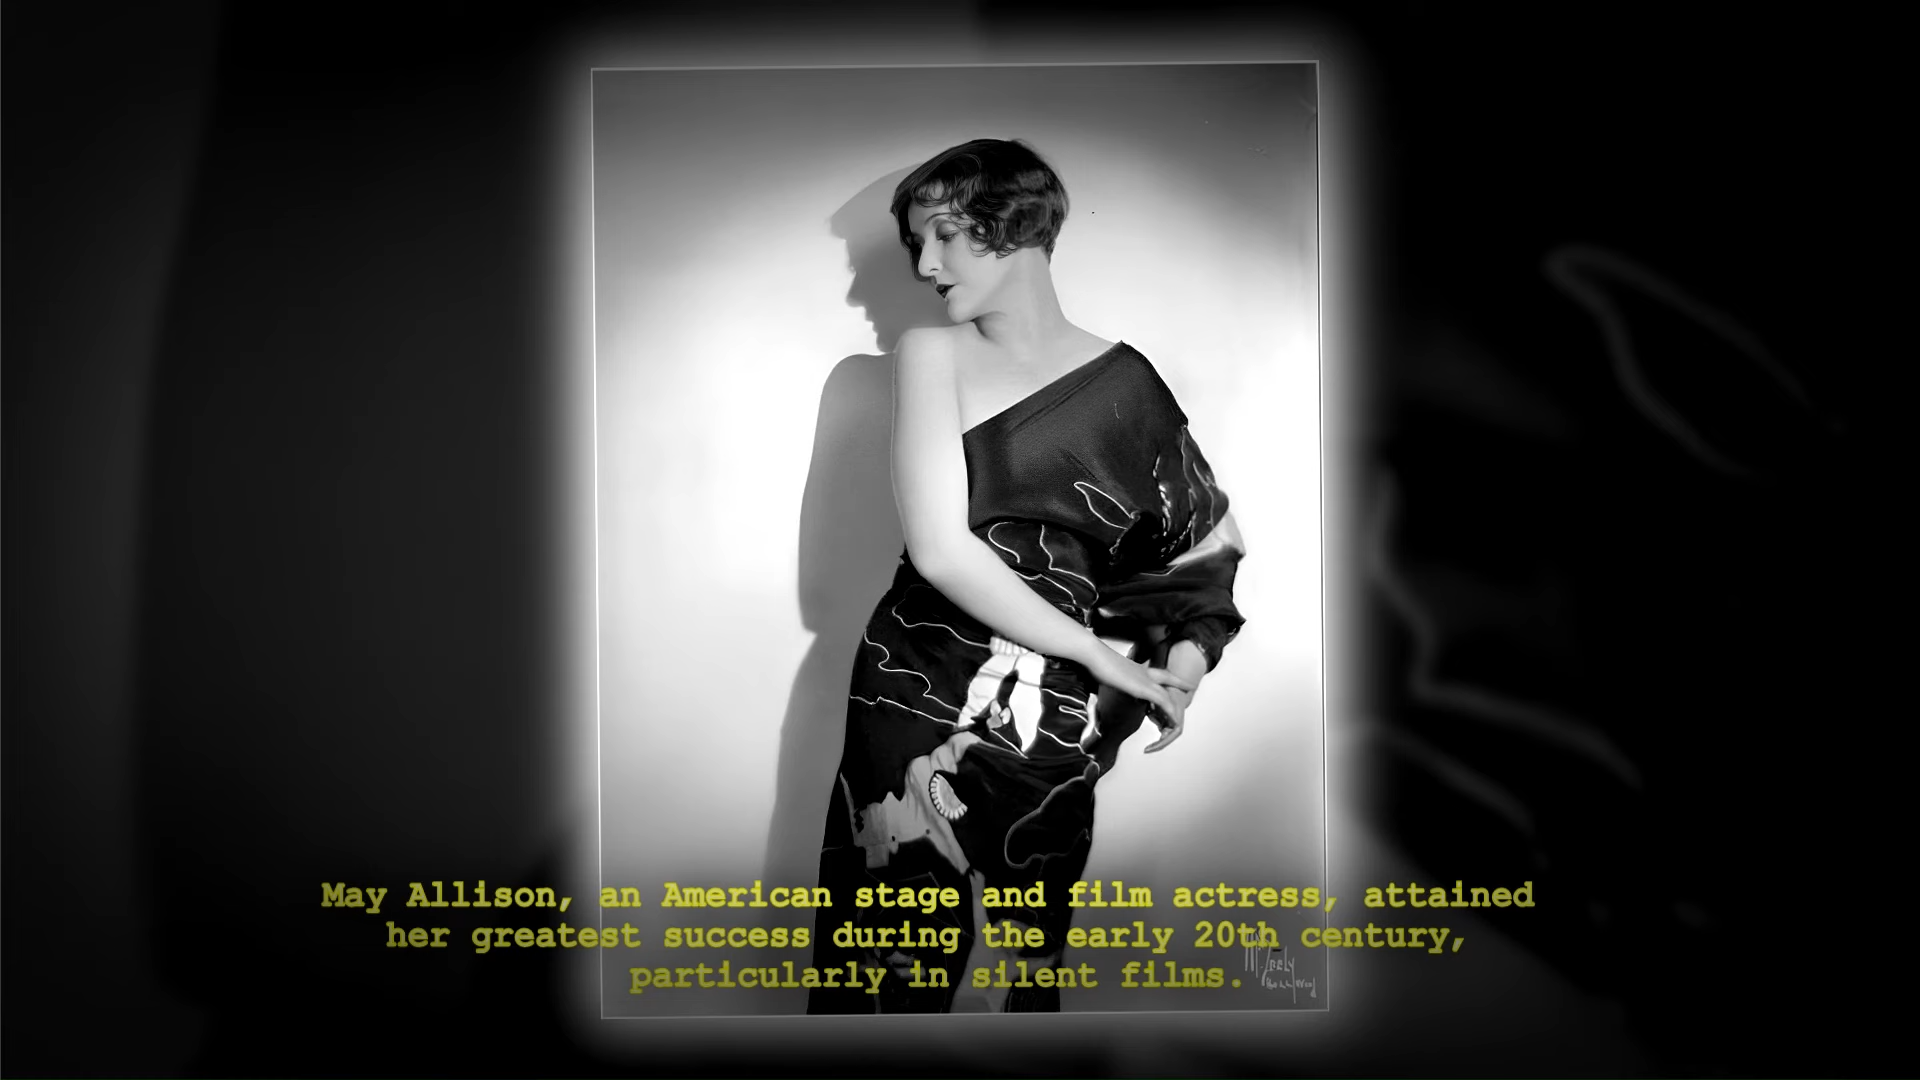 May Allison, an American stage and film actress, attained
her greatest success during the early 20th century,
particularly in silent films.